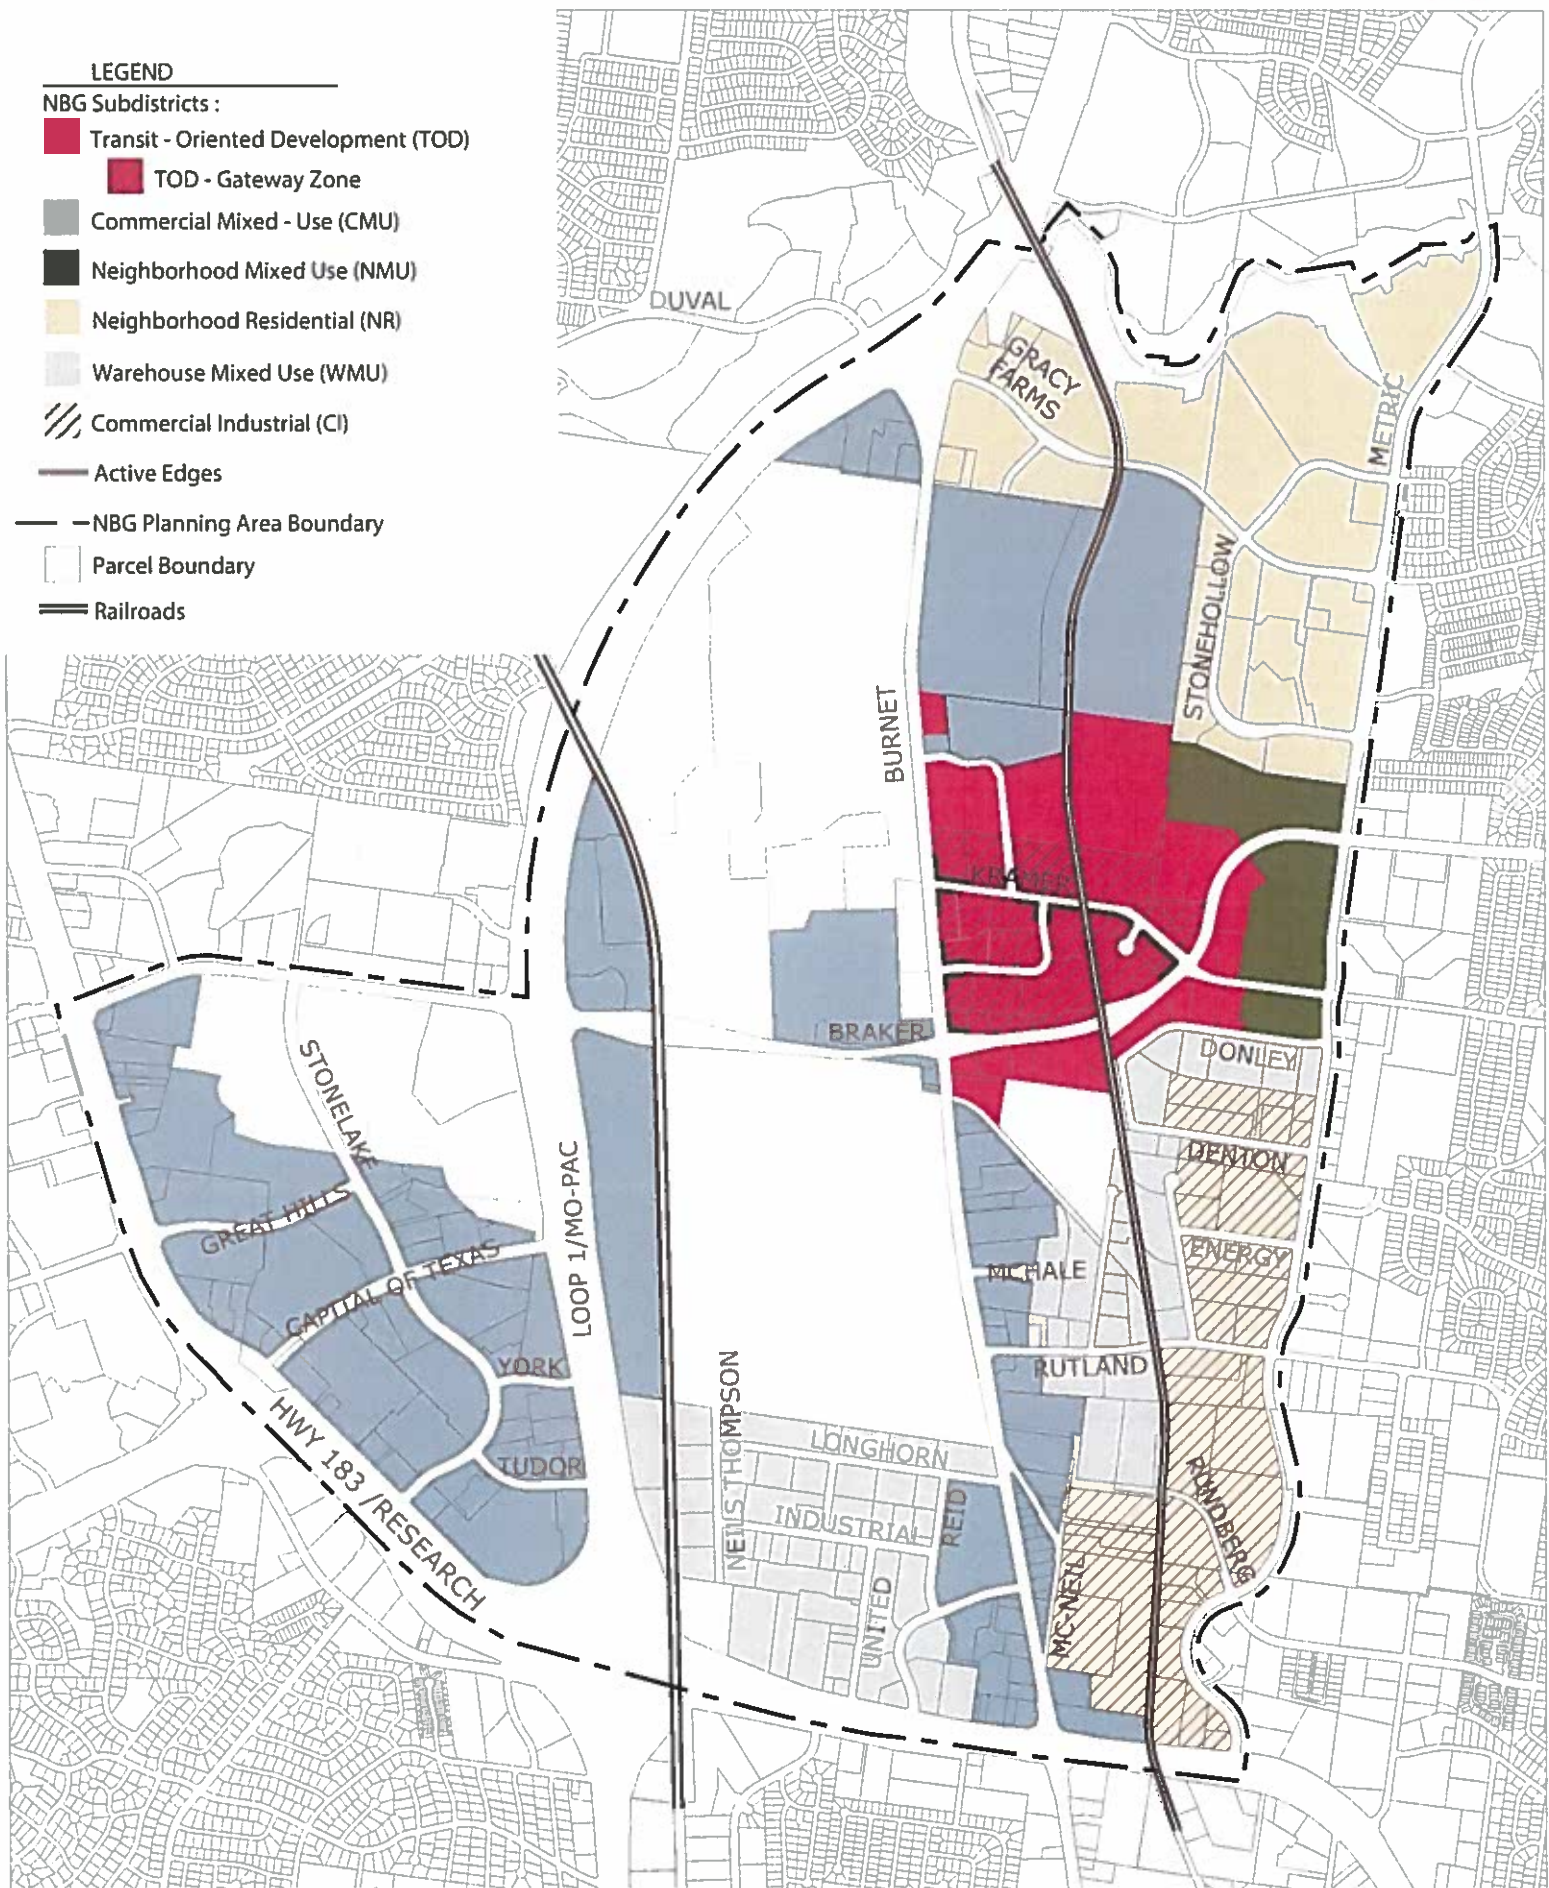 LEGEND
NBG Subdistricts :
Transit - Oriented Development (TOD)
TOD - Gateway Zone
Commercial Mixed - Use (CMU)
Neighborhood Mixed Use (NMU)
Neighborhood Residential (NR)
Warehouse Mixed Use (WMU)
Commercial Industrial (CI)
Active Edges
NBG Planning Area Boundary
Parcel Boundary
Railroads
DUVAL
GRACY
FARMS
METRIC
STONEHOLLOW
BURNET
KRAMER
BRAKER
DONLEY
STONELAKE
DENTON
GREAT HILLS
LOOP 1/MO-PAC
ENERGY
CAPITAL OF TEXAS
MCHALE
YORK
RUTLAND
NEILS THOMPSON
HWY 183 /RESEARCH
LONGHORN
TUDOR
REID
RUNDBERG
INDUSTRIAL
UNITED
MC-NEIL